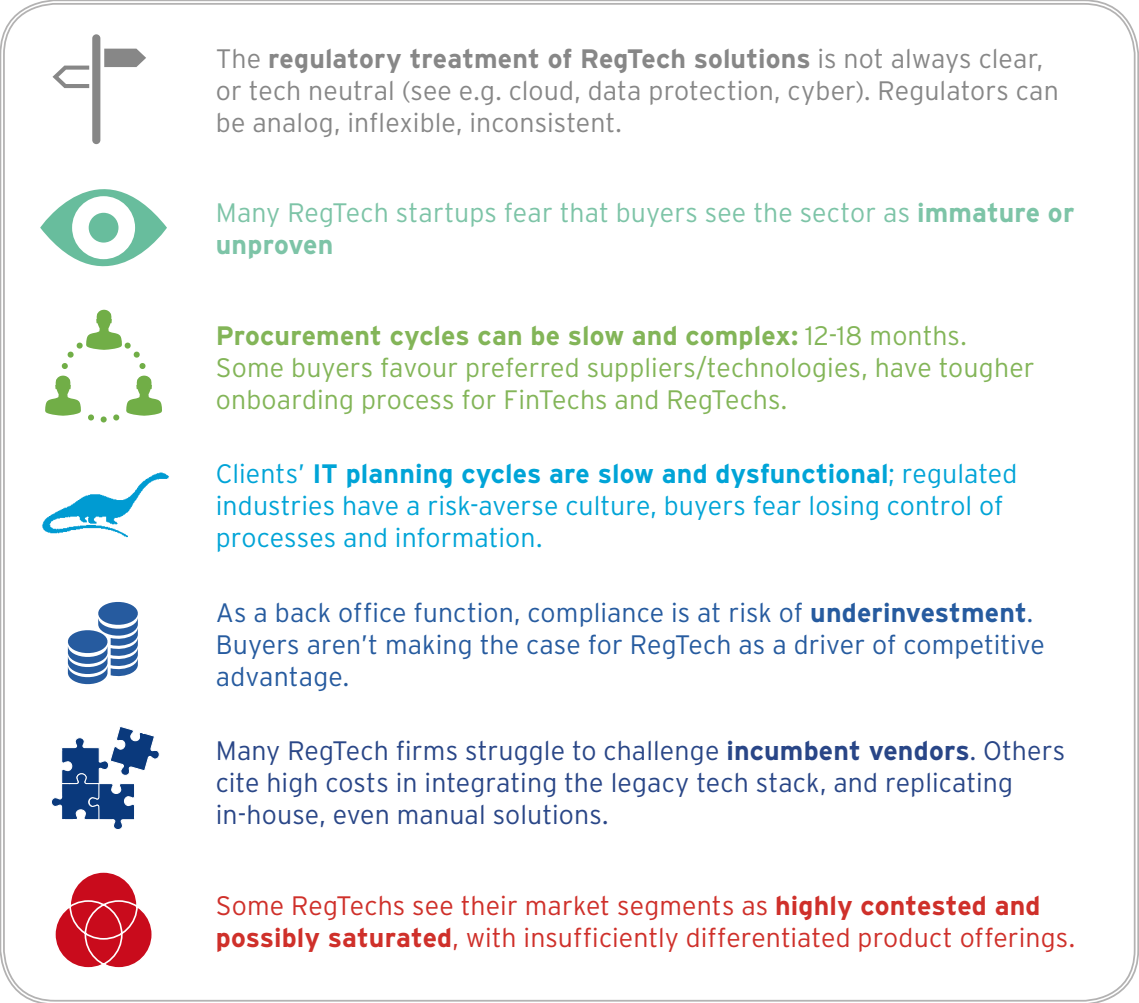 The regulatory treatment of RegTech solutions is not always clear,
or tech neutral (see e.g. cloud, data protection, cyber). Regulators can
be analog, inflexible, inconsistent.
Many RegTech startups fear that buyers see the sector as immature or
unproven
Procurement cycles can be slow and complex: 12-18 months.
Some buyers favour preferred suppliers/technologies, have tougher
onboarding process for FinTechs and RegTechs.
Clients’ IT planning cycles are slow and dysfunctional; regulated
industries have a risk-averse culture, buyers fear losing control of
processes and information.
As a back office function, compliance is at risk of underinvestment.
Buyers aren’t making the case for RegTech as a driver of competitive
advantage.
Many RegTech firms struggle to challenge incumbent vendors. Others
cite high costs in integrating the legacy tech stack, and replicating
in-house, even manual solutions.
Some RegTechs see their market segments as highly contested and
possibly saturated, with insufficiently differentiated product offerings.